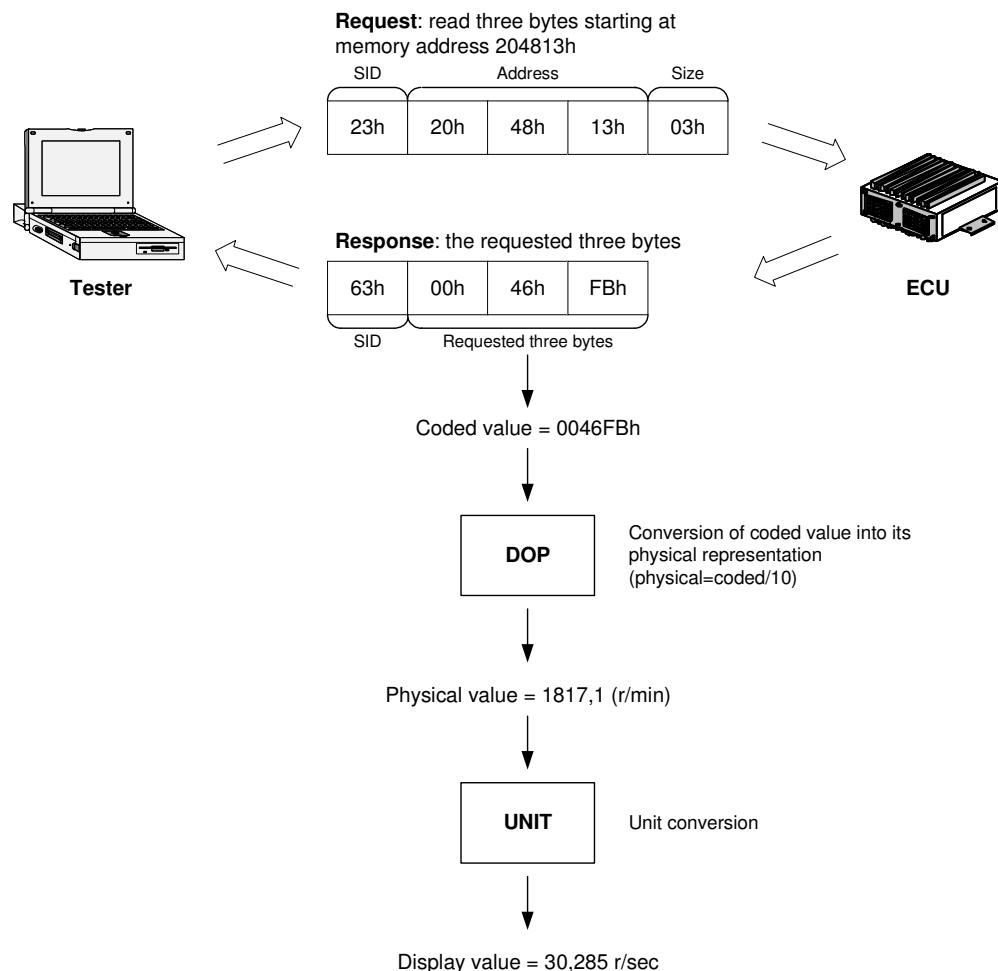 Request: read three bytes starting at
memory address 204813h
SID Address Size
23h 20h 48h 13h 03h
Response: the requested three bytes
Tester
ECU
63h 00h 46h FBh
SID Requested three bytes
Coded value = 0046FBh
DOP
Conversion of coded value into its
physical representation
(physical=coded/10)
Physical value = 1817,1 (r/min)
UNIT
Unit conversion
Display value = 30,285 r/sec